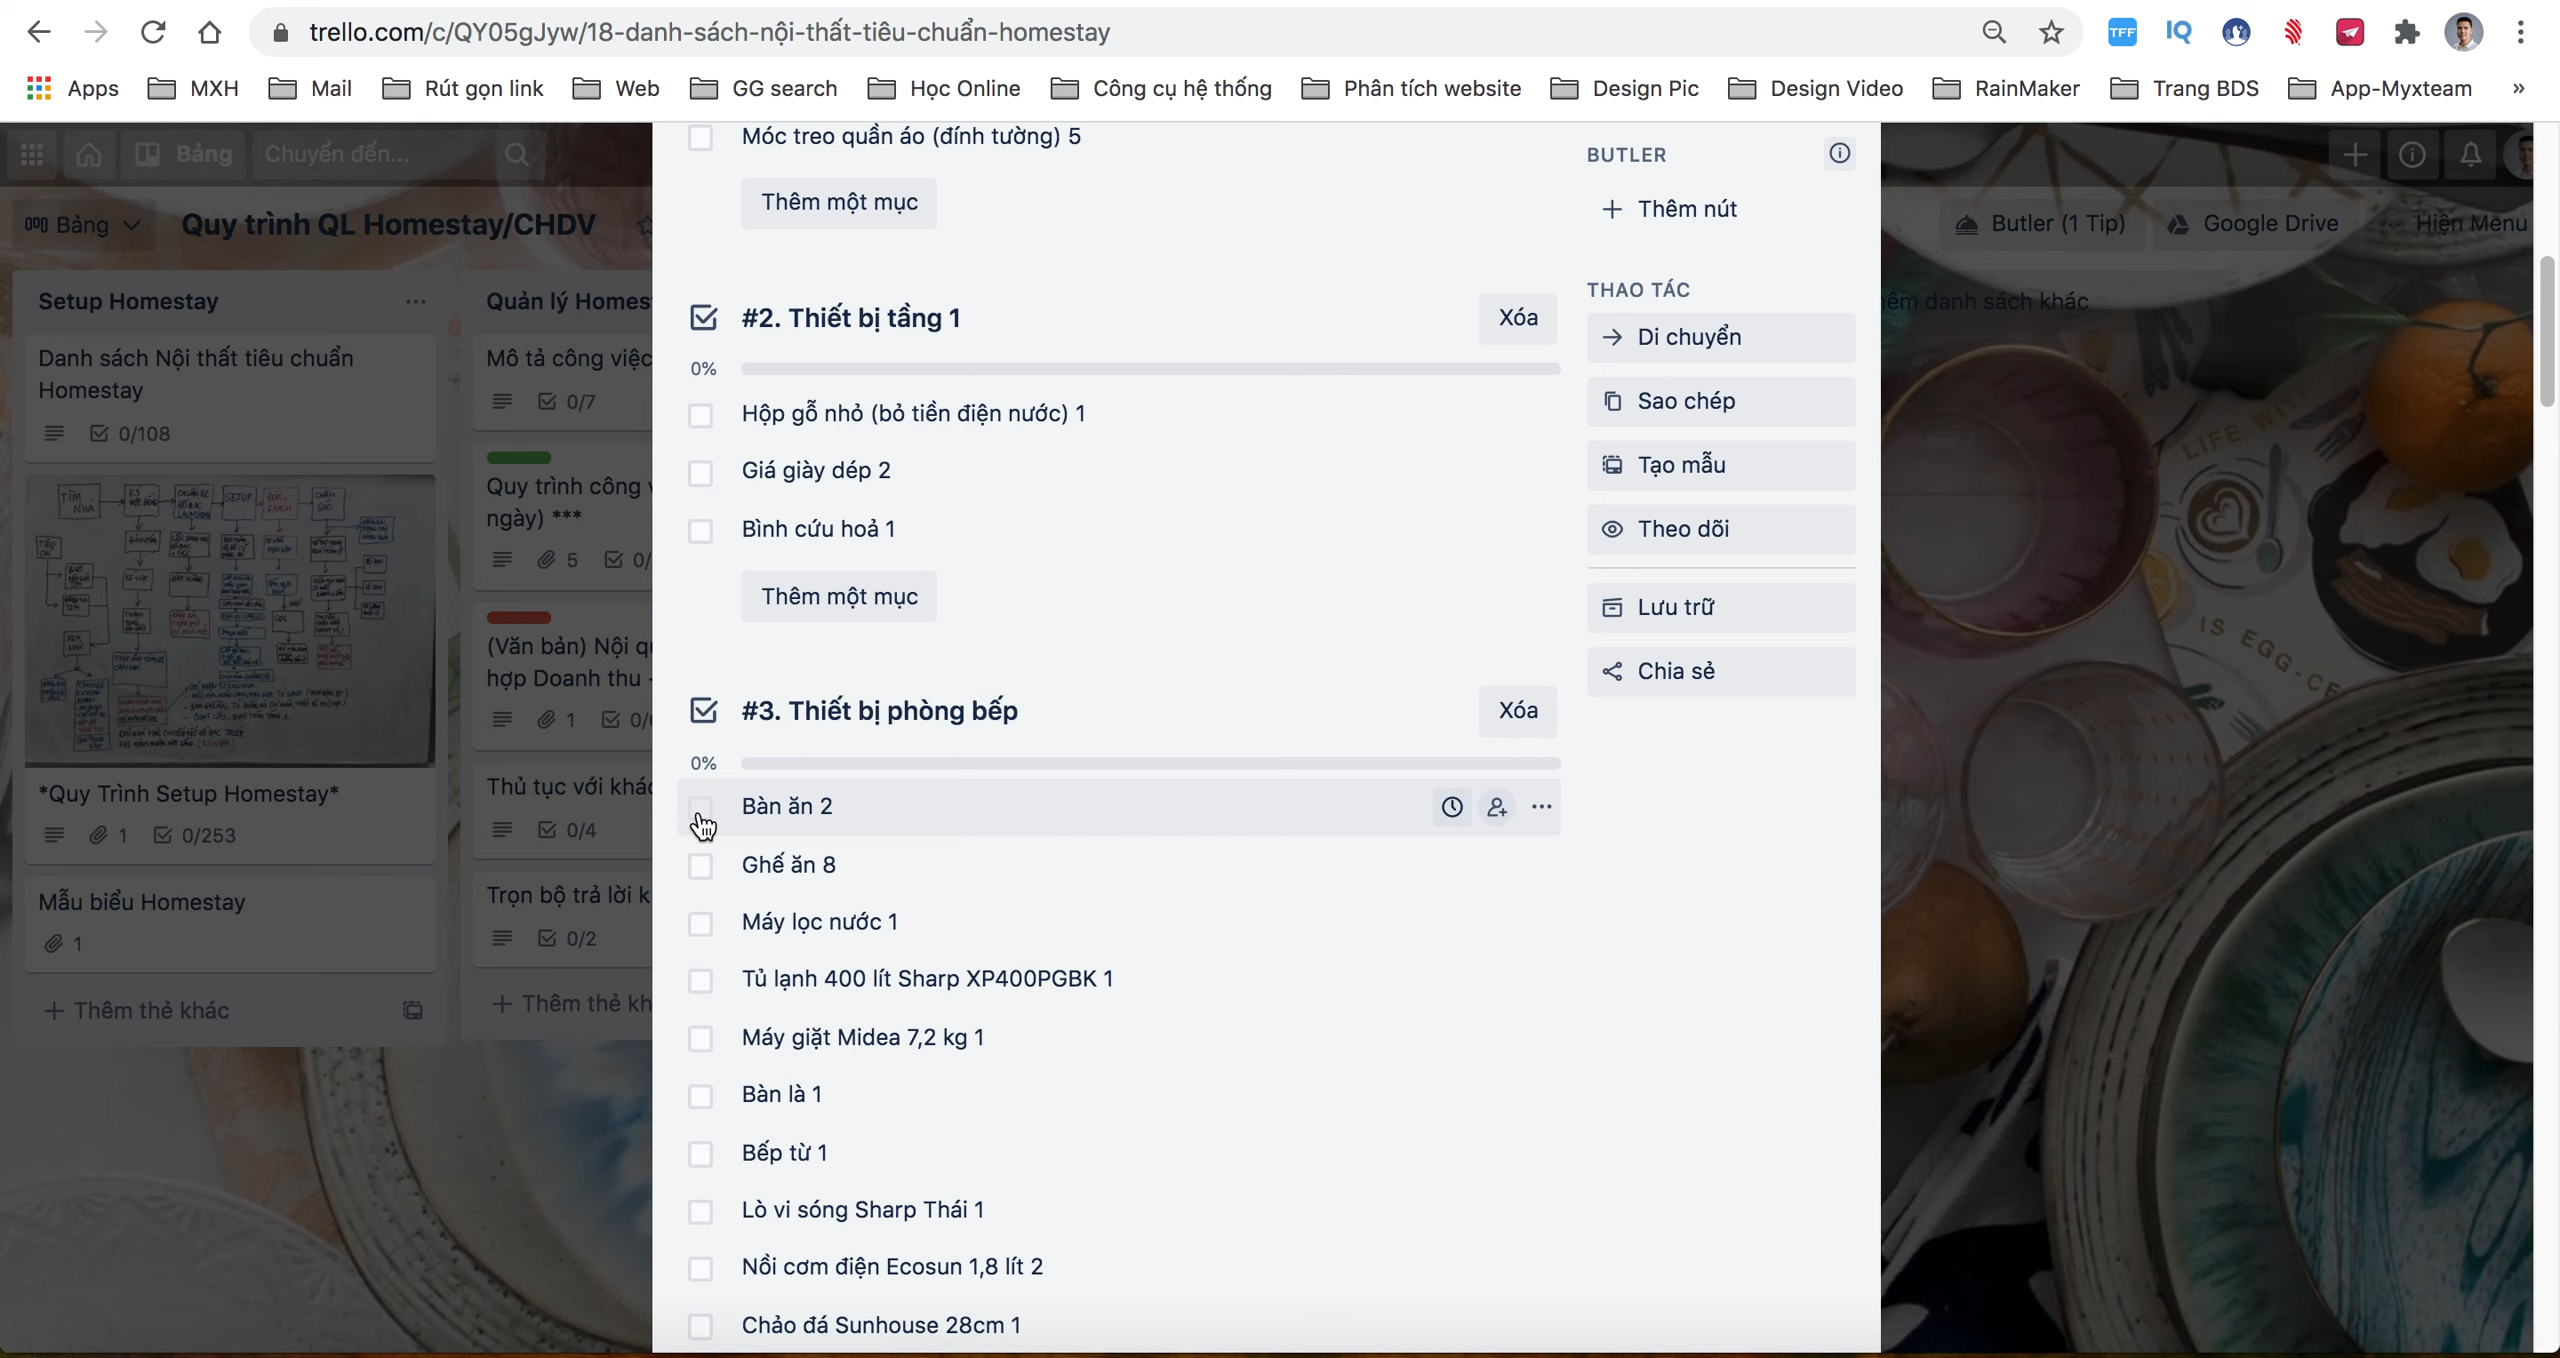 trello.com/c/QY05gJyw/18-danh-sách-nội-thất-tiêu-chuẩn-homestay
TFF
IQ
Apps
MXH
Mail
Rút gọn link
Web
GG search
Học Online
Công cụ hệ thống
Phân tích website
Design Pic
Design Video
RainMaker
Trang BDS
App-Myxteam
»
Bảng
Chuyển đến...
Bảng
Quy trình QL Homestay/CHDV
Butler (1 Tip)
Google Drive
Hiện Menu
Setup Homestay
Danh sách Nội thất tiêu chuẩn
Homestay
0/108
TÌM
NHÀ
SETUP
*Quy Trình Setup Homestay*
1
0/253
Mẫu biểu Homestay
1
+ Thêm thẻ khác
Quản lý Homes
Mô tả công việc
0/7
Quy trình công v
ngày) ***
5
0/
(Văn bản) Nội qu
hợp Doanh thu -
1
Thủ tục với khác
0/4
Trọn bộ trả lời k
0/2
+ Thêm thẻ kh
Móc treo quần áo (đính tường) 5
Thêm một mục
#2. Thiết bị tầng 1
Xóa
0%
Hộp gỗ nhỏ (bỏ tiền điện nước) 1
Giá giày dép 2
Bình cứu hoả 1
Thêm một mục
#3. Thiết bị phòng bếp
Xóa
0%
Bàn ăn 2
Ghế ăn 8
Máy lọc nước 1
Tủ lạnh 400 lít Sharp XP400PGBK 1
Máy giặt Midea 7,2 kg 1
Bàn là 1
Bếp từ 1
Lò vi sóng Sharp Thái 1
Nồi cơm điện Ecosun 1,8 lít 2
Chảo đá Sunhouse 28cm 1
BUTLER
+ Thêm nút
THAO TÁC
Di chuyển
Sao chép
Tạo mẫu
Theo dõi
Lưu trữ
Chia sẻ
êm danh sách khác
LIFE WIT
IS EGG-CE